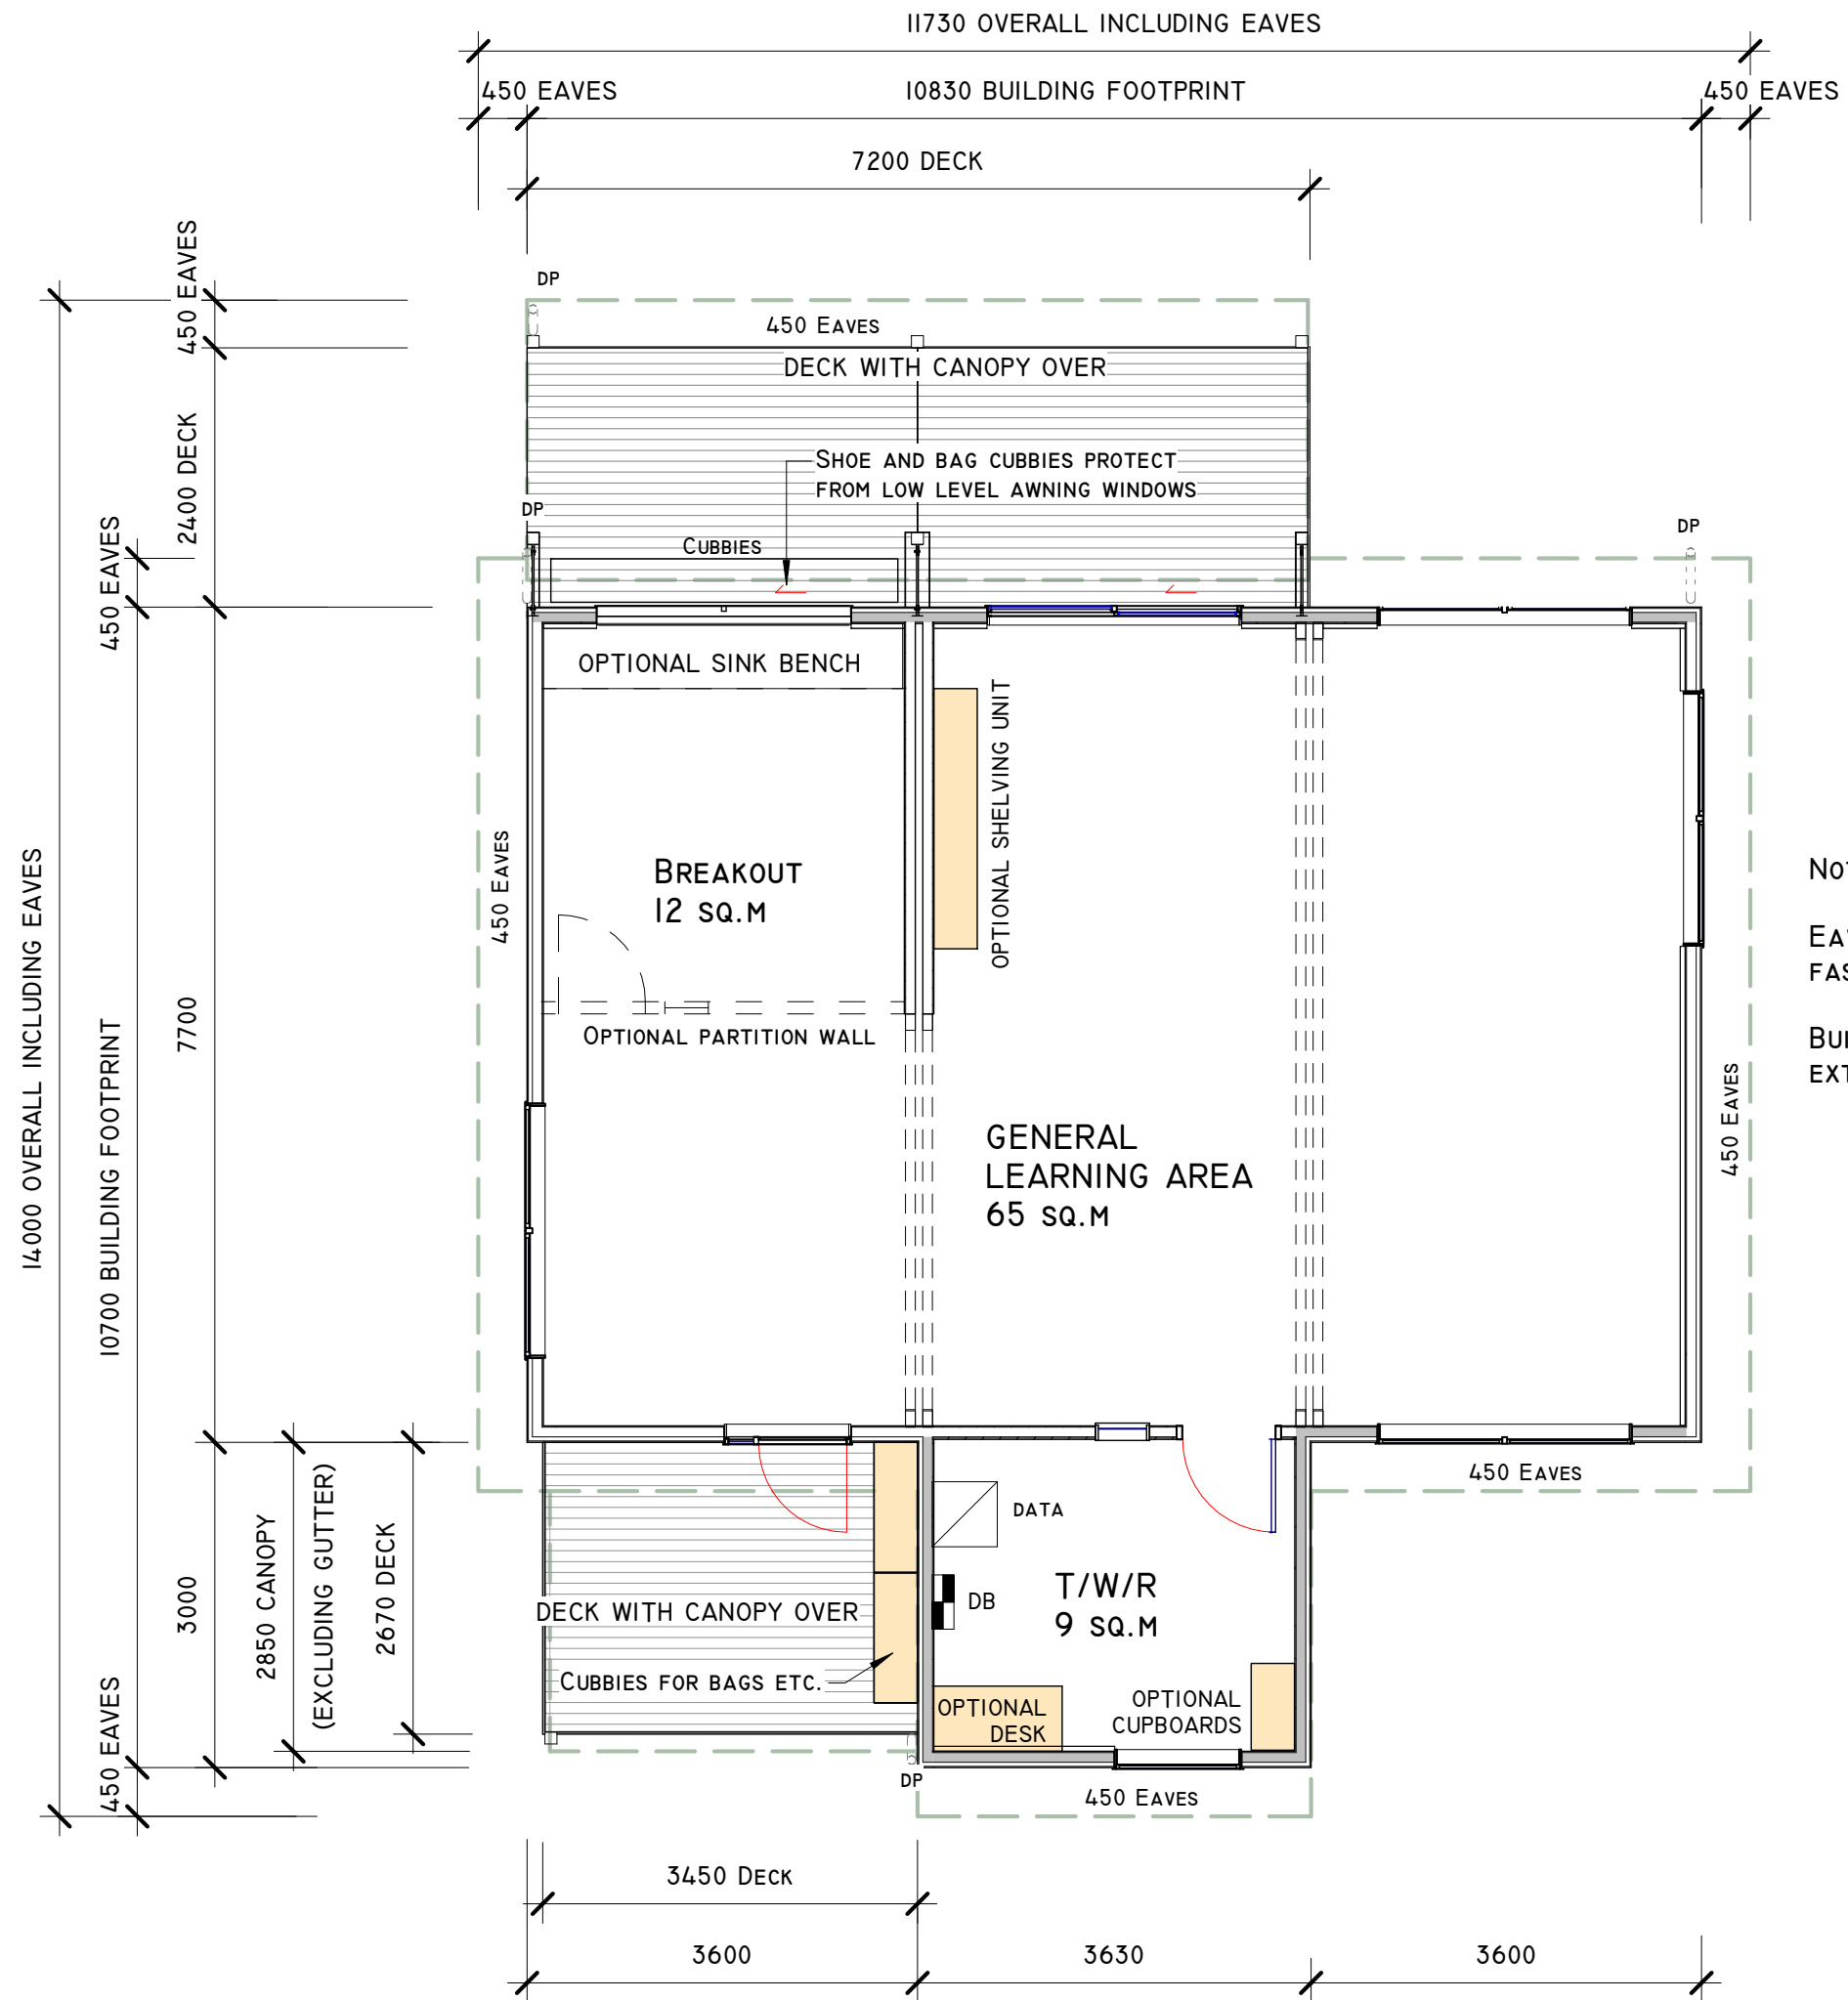 11730 OVERALL INCLUDING EAVES
450 EAVES
10830 BUILDING FOOTPRINT
450 EAVES
7200 DECK
450 EAVES
DP
450 EAVES
DECK WITH CANOPY OVER
2400 DECK
SHOE AND BAG CUBBIES PROTECT
FROM LOW LEVEL AWNING WINDOWS
DP
DP
450 EAVES
CUBBIES
OPTIONAL SINK BENCH
OPTIONAL SHELVING UNIT
450 EAVES
BREAKOUT
12 SQ.M
14000 OVERALL INCLUDING EAVES
10700 BUILDING FOOTPRINT
7700
OPTIONAL PARTITION WALL
GENERAL
LEARNING AREA
65 SQ.M
450 EAVES
450 EAVES
DATA
3000
2850 CANOPY
(EXCLUDING GUTTER)
2670 DECK
T/W/R
9 SQ.M
DB
DECK WITH CANOPY OVER
CUBBIES FOR BAGS ETC.
OPTIONAL
DESK
OPTIONAL
CUPBOARDS
450 EAVES
DP
450 EAVES
3450 DECK
3600
3630
3600